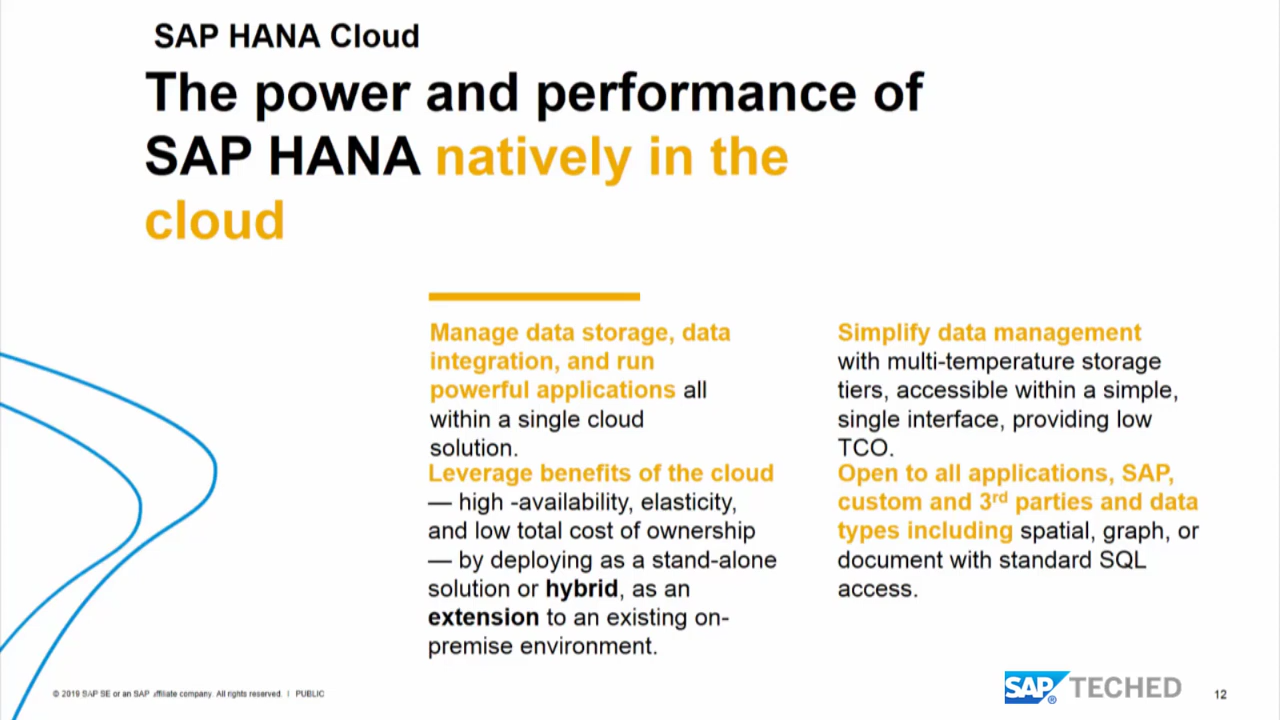 SAP HANA Cloud
The power and performance of
SAP HANA natively in the
cloud
Manage data storage, data
integration, and run
powerful applications all
within a single cloud
solution.
Leverage benefits of the cloud
— high -availability, elasticity,
and low total cost of ownership
— by deploying as a stand-alone
solution or hybrid, as an
extension to an existing on-
premise environment.
Simplify data management
with multi-temperature storage
tiers, accessible within a simple,
single interface, providing low
TCO.
Open to all applications, SAP,
custom and 3rd parties and data
types including spatial, graph, or
document with standard SQL
access.
© 2019 SAP SE or an SAP affiliate company. All rights reserved. | PUBLIC
SAP® TECHED
12